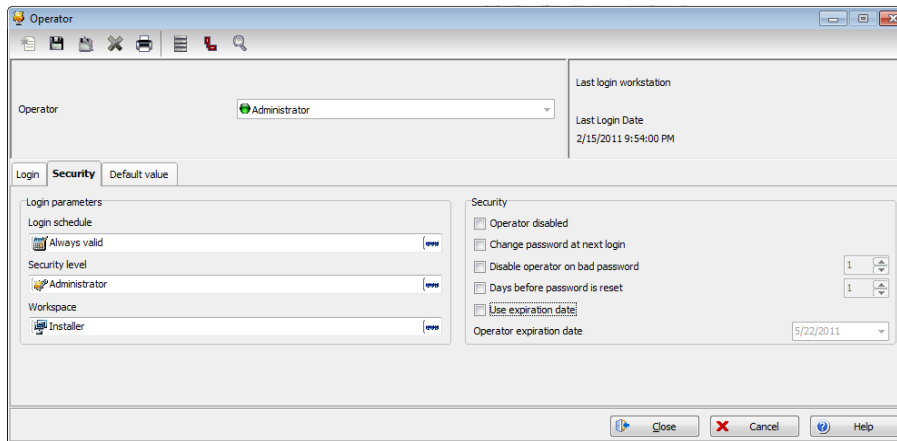 Operator
Operator
Administrator
Last login workstation
Last Login Date
2/15/2011 9:54:00 PM
Login
Security
Default value
Login parameters
Login schedule
Always valid
Security level
Administrator
Workspace
Installer
Security
Operator disabled
Change password at next login
Disable operator on bad password
1
Days before password is reset
1
Use expiration date
Operator expiration date
5/22/2011
Close
Cancel
Help